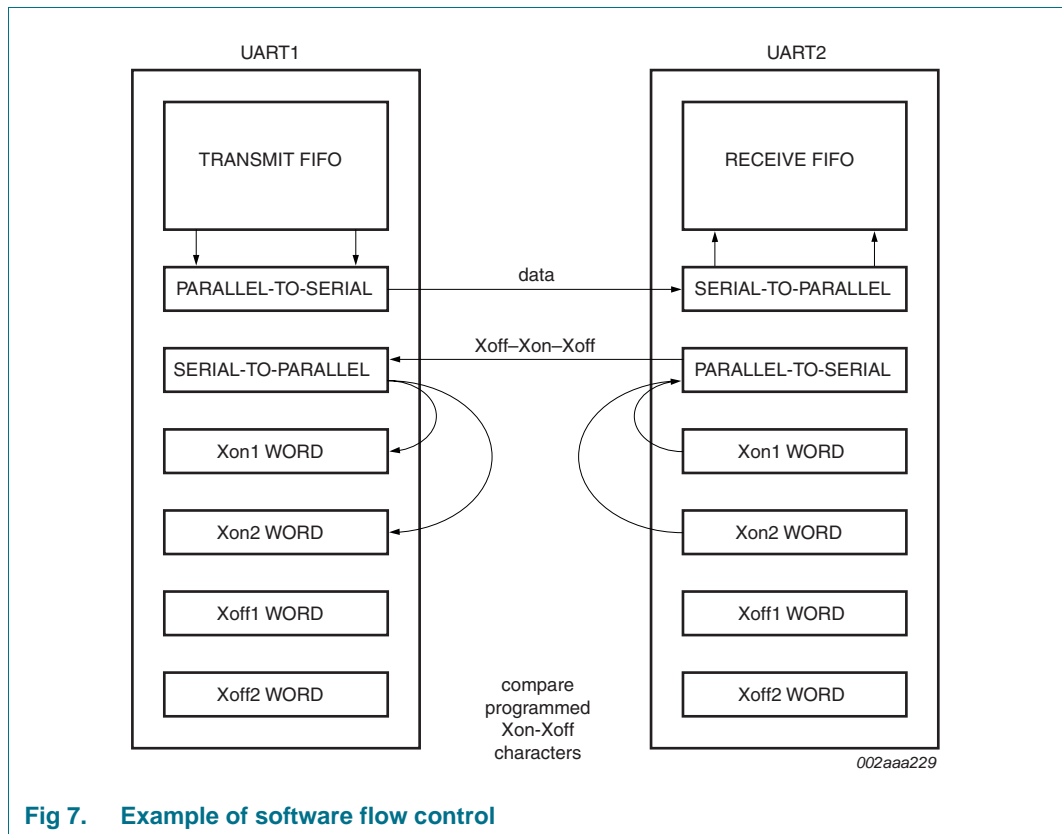 UART1
UART2
TRANSMIT FIFO
RECEIVE FIFO
PARALLEL-TO-SERIAL
data
SERIAL-TO-PARALLEL
SERIAL-TO-PARALLEL
Xoff–Xon–Xoff
PARALLEL-TO-SERIAL
Xon1 WORD
Xon1 WORD
Xon2 WORD
Xon2 WORD
Xoff1 WORD
Xoff1 WORD
Xoff2 WORD
compare
programmed
Xon-Xoff
characters
Xoff2 WORD
002aaa229
Fig 7. Example of software flow control